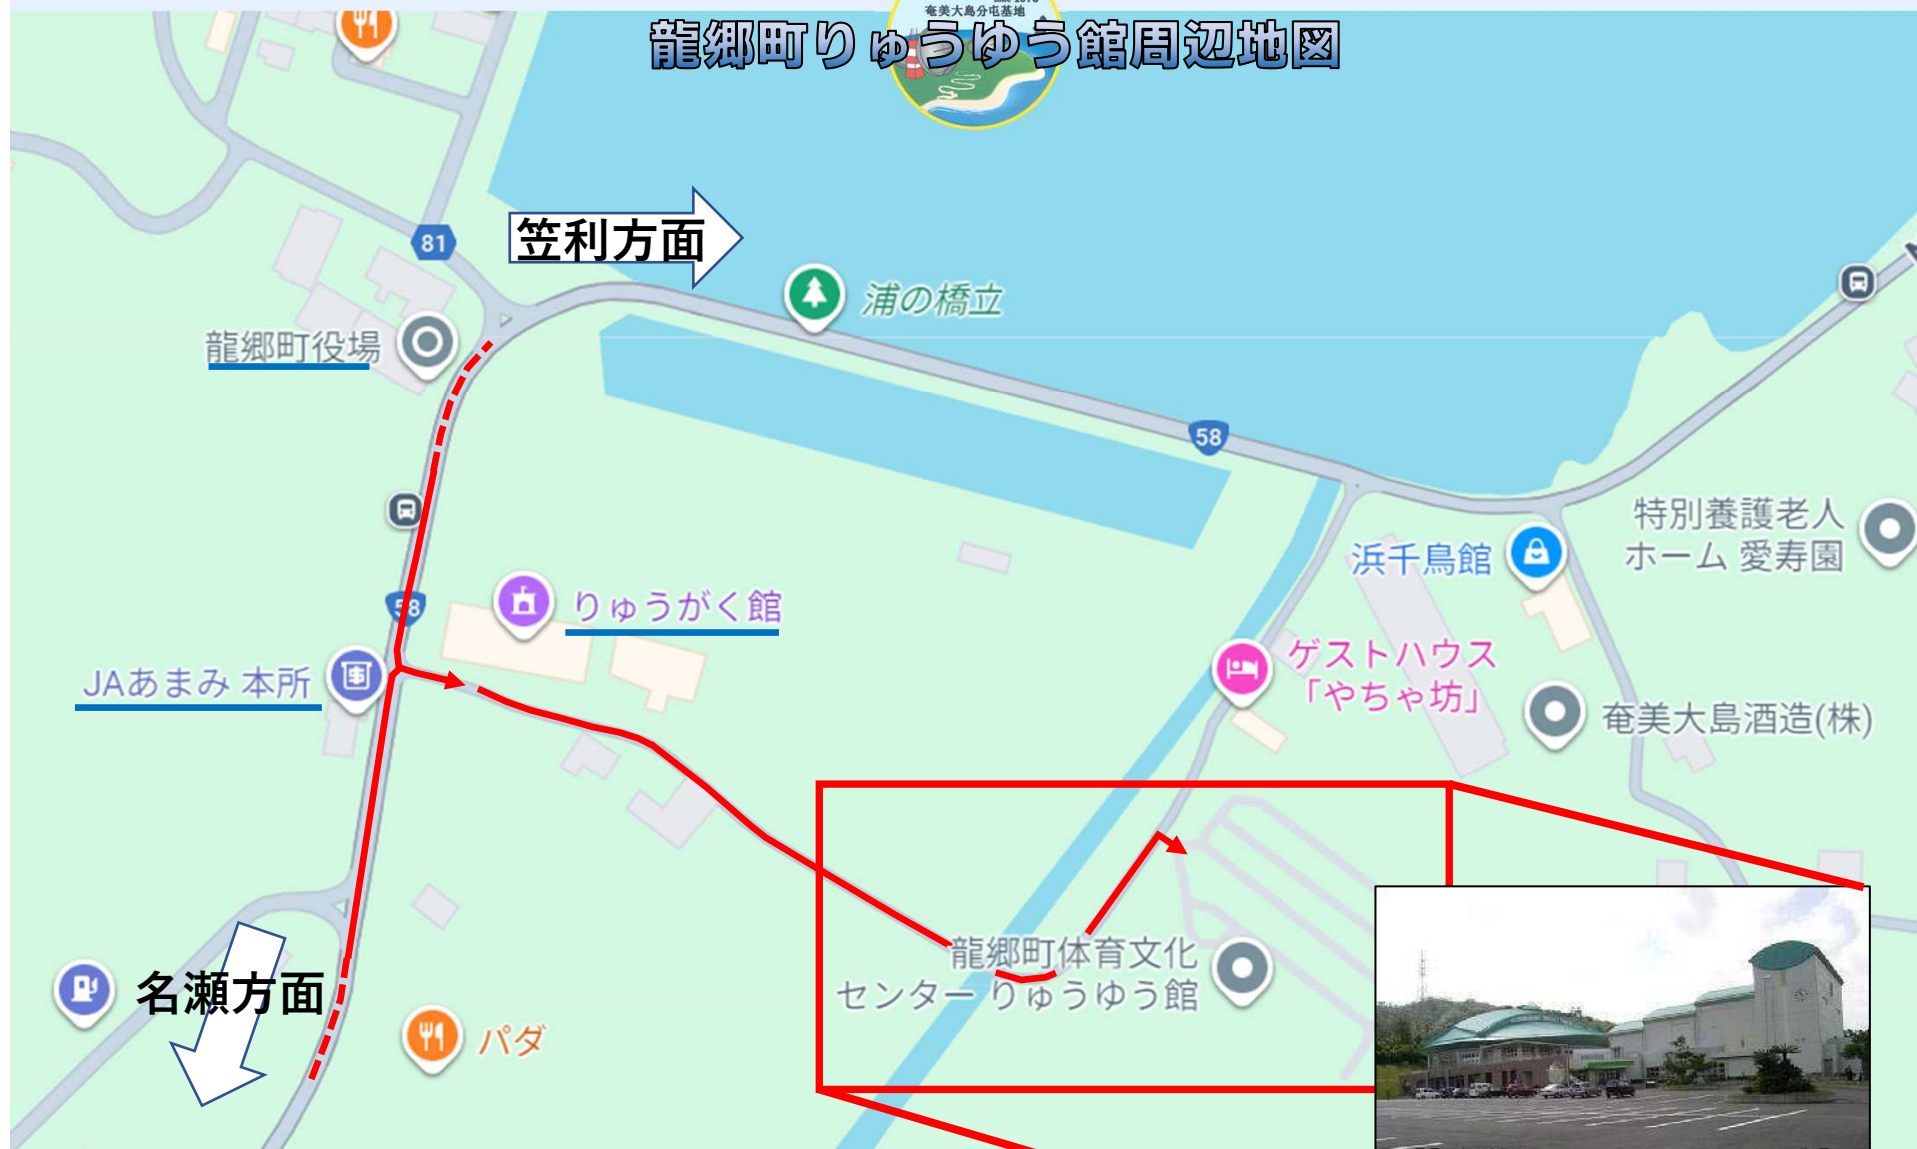 奄美大島分屯基地
龍郷町りゅうゆう館周辺地図
81
笠利方面
浦の橋立
龍郷町役場
58
特別養護老人
ホーム 愛寿園
浜千鳥館
58
りゅうがく館
ゲストハウス
「やちゃ坊」
JAあまみ 本所
奄美大島酒造(株)
龍郷町体育文化
センター りゅうゆう館
名瀬方面
パダ